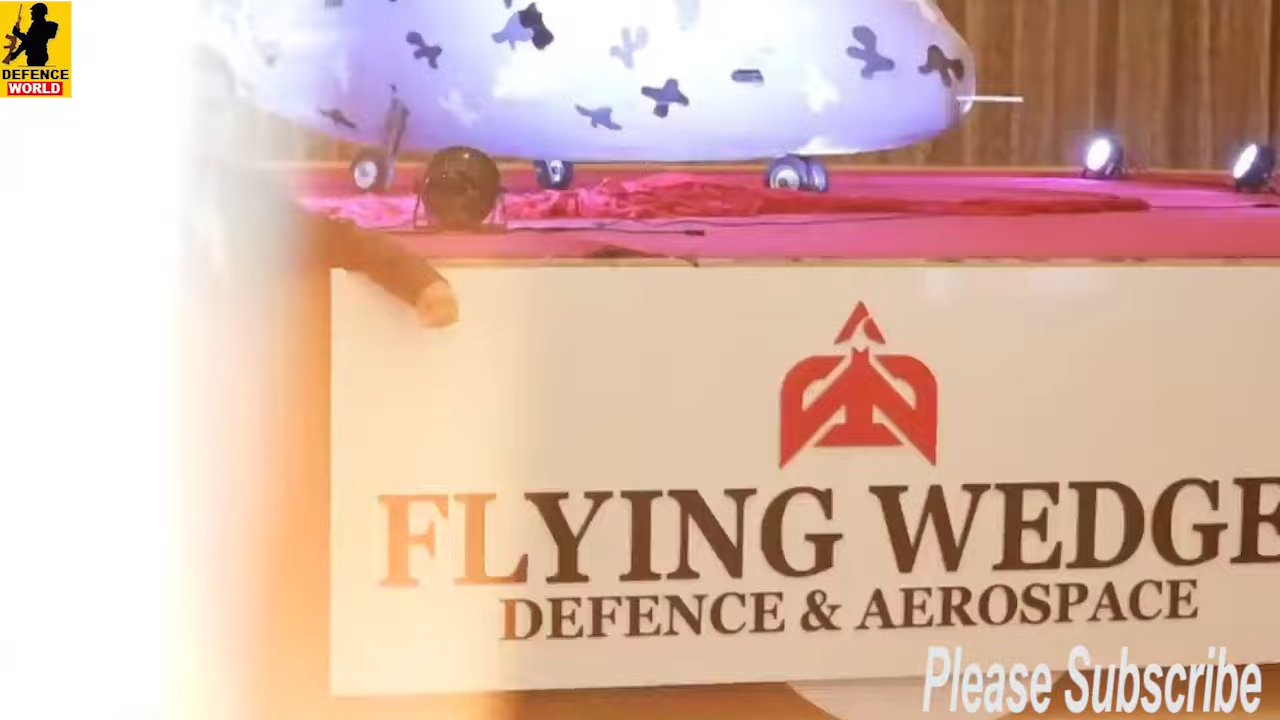 DEFENCE
WORLD
FLYING WEDGE
DEFENCE & AEROSPACE
Please Subscribe